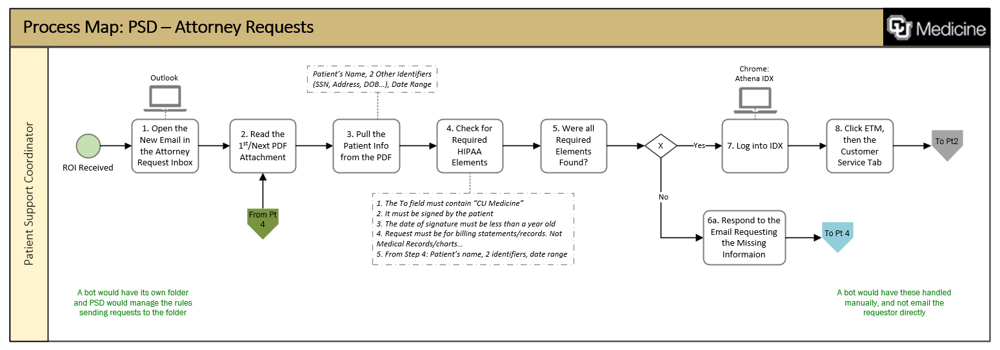 Process Map: PSD – Attorney Requests
CU Medicine
Patient Support Coordinator
ROI Received
Outlook
1. Open the
New Email in
the Attorney
Request Inbox
2. Read the
1st/Next PDF
Attachment
From Pt
4
Patient’s Name, 2 Other Identifiers
(SSN, Address, DOB…), Date Range
3. Pull the
Patient Info
from the PDF
4. Check for
Required
HIPAA
Elements
1. The To field must contain “CU Medicine”
2. It must be signed by the patient
3. The date of signature must be less than a year old
4. Request must be for billing statements/records. Not
Medical Records/charts…
5. From Step 4: Patient’s name, 2 identifiers, date range
5. Were all
Required
Elements
Found?
X
Yes
No
Chrome:
Athena IDX
7. Log into IDX
8. Click ETM,
then the
Customer
Service Tab
To Pt2
6a. Respond to the
Email Requesting
the Missing
Informaion
To Pt 4
A bot would have its own folder
and PSD would manage the rules
sending requests to the folder
A bot would have these handled
manually, and not email the
requestor directly